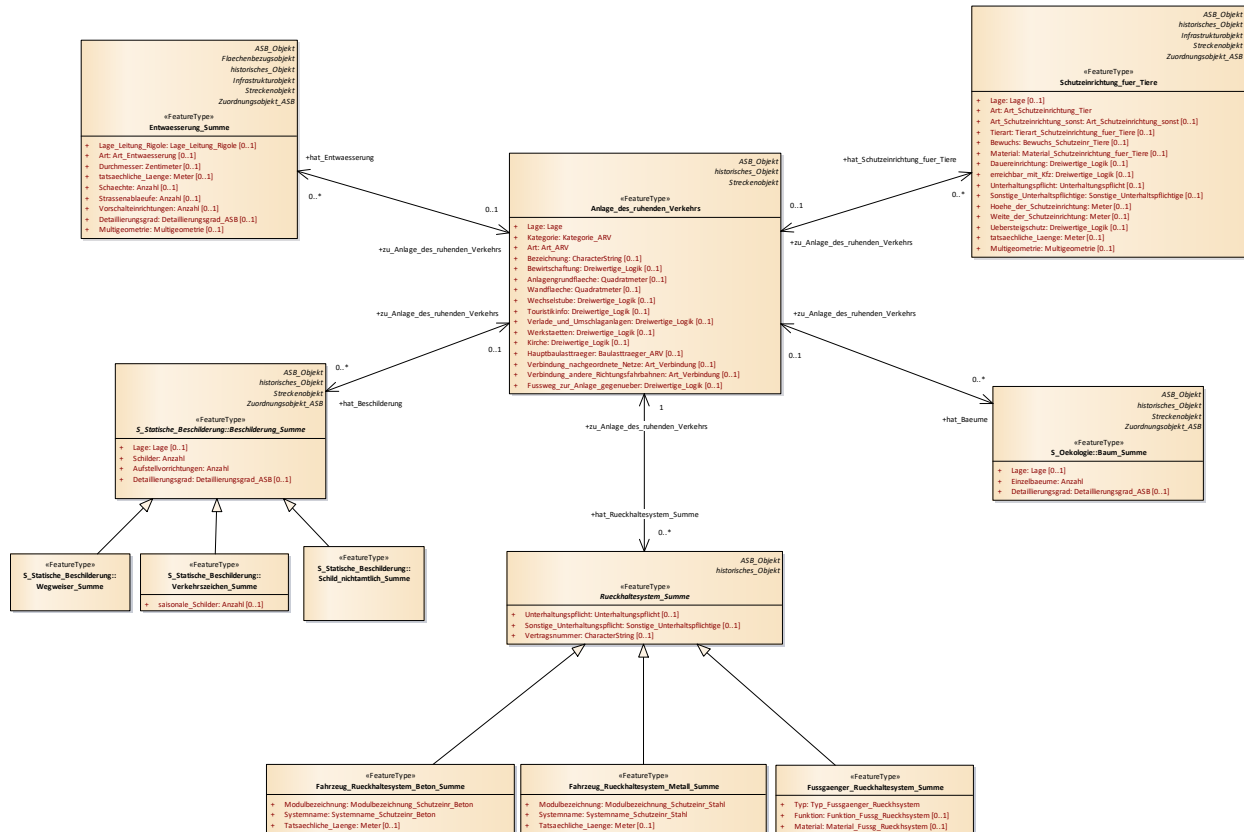 ASB_Objekt
Flaechenbezugsobjekt
historisches_Objekt
Infrastrukturobjekt
Streckenobjekt
Zuordnungsobjekt_ASB
«FeatureType»
Entwaesserung_Summe
+ Lage_Leitung_Rigole: Lage_Leitung_Rigole [0..1]
+ Art: Art_Entwaesserung [0..1]
+ Durchmesser: Zentimeter [0..1]
+ tatsaechliche_Laenge: Meter [0..1]
+ Schaechte: Anzahl [0..1]
+ Strassenablaeufe: Anzahl [0..1]
+ Vorschalteinrichtungen: Anzahl [0..1]
+ Detaillierungsgrad: Detaillierungsgrad_ASB [0..1]
+ Multigeometrie: Multigeometrie [0..1]
ASB_Objekt
historisches_Objekt
Infrastrukturobjekt
Streckenobjekt
Zuordnungsobjekt_ASB
«FeatureType»
Schutzeinrichtung_fuer_Tiere
+ Lage: Lage [0..1]
+ Art: Art_Schutzeinrichtung_Tier
+ Art_Schutzeinrichtung_sonst: Art_Schutzeinrichtung_sonst [0..1]
+ Tierart: Tierart_Schutzeinrichtung_fuer_Tiere [0..1]
+ Bewuchs: Bewuchs_Schutzeinr_Tiere [0..1]
+ Material: Material_Schutzeinrichtung_fuer_Tiere [0..1]
+ Dauereinrichtung: Dreiwertige_Logik [0..1]
+ erreichbar_mit_Kfz: Dreiwertige_Logik [0..1]
+ Unterhaltungspflicht: Unterhaltungspflicht [0..1]
+ Sonstige_Unterhaltspflichtige: Sonstige_Unterhaltspflichtige [0..1]
+ Hoehe_der_Schutzeinrichtung: Meter [0..1]
+ Weite_der_Schutzeinrichtung: Meter [0..1]
+ Uebersteigschutz: Dreiwertige_Logik [0..1]
+ tatsaechliche_Laenge: Meter [0..1]
+ Multigeometrie: Multigeometrie [0..1]
+hat_Entwaesserung
0..*
0..1
+zu_Anlage_des_ruhenden_Verkehrs
+hat_Schutzeinrichtung_fuer_Tiere
0..*
0..1
+zu_Anlage_des_ruhenden_Verkehrs
ASB_Objekt
historisches_Objekt
Streckenobjekt
«FeatureType»
Anlage_des_ruhenden_Verkehrs
+ Lage: Lage
+ Kategorie: Kategorie_ARV
+ Art: Art_ARV
+ Bezeichnung: CharacterString [0..1]
+ Bewirtschaftung: Dreiwertige_Logik [0..1]
+ Anlagengrundflaeche: Quadratmeter [0..1]
+ Wandflaeche: Quadratmeter [0..1]
+ Wechselstube: Dreiwertige_Logik [0..1]
+ Touristikinfo: Dreiwertige_Logik [0..1]
+ Verlade_und_Umschlaganlagen: Dreiwertige_Logik [0..1]
+ Werkstaetten: Dreiwertige_Logik [0..1]
+ Kirche: Dreiwertige_Logik [0..1]
+ Hauptbaulasttraeger: Baulasttraeger_ARV [0..1]
+ Verbindung_nachgeordnete_Netze: Art_Verbindung [0..1]
+ Verbindung_andere_Richtungsfahrbahnen: Art_Verbindung [0..1]
+ Fussweg_zur_Anlage_gegenueber: Dreiwertige_Logik [0..1]
+zu_Anlage_des_ruhenden_Verkehrs
0..1
0..*
+hat_Beschilderung
+zu_Anlage_des_ruhenden_Verkehrs
0..1
0..*
+hat_Baeume
ASB_Objekt
historisches_Objekt
Streckenobjekt
Zuordnungsobjekt_ASB
«FeatureType»
S_Statische_Beschilderung::Beschilderung_Summe
+ Lage: Lage [0..1]
+ Schilder: Anzahl
+ Aufstellvorrichtungen: Anzahl
+ Detaillierungsgrad: Detaillierungsgrad_ASB [0..1]
ASB_Objekt
historisches_Objekt
Streckenobjekt
Zuordnungsobjekt_ASB
«FeatureType»
S_Oekologie::Baum_Summe
+ Lage: Lage [0..1]
+ Einzelbaeume: Anzahl
+ Detaillierungsgrad: Detaillierungsgrad_ASB [0..1]
1
+zu_Anlage_des_ruhenden_Verkehrs
+hat_Rueckhaltesystem_Summe
0..*
«FeatureType»
S_Statische_Beschilderung::
Wegweiser_Summe
«FeatureType»
S_Statische_Beschilderung::
Verkehrszeichen_Summe
+ saisonale_Schilder: Anzahl [0..1]
«FeatureType»
S_Statische_Beschilderung::
Schild_nichtamtlich_Summe
ASB_Objekt
historisches_Objekt
«FeatureType»
Rueckhaltesystem_Summe
+ Unterhaltungspflicht: Unterhaltungspflicht [0..1]
+ Sonstige_Unterhaltungspflicht: Sonstige_Unterhaltspflichtige [0..1]
+ Vertragsnummer: CharacterString [0..1]
«FeatureType»
Fahrzeug_Rueckhaltesystem_Beton_Summe
+ Modulbezeichnung: Modulbezeichnung_Schutzeinr_Beton
+ Systemname: Systemname_Schutzeinr_Beton
+ Tatsaechliche_Laenge: Meter [0..1]
«FeatureType»
Fahrzeug_Rueckhaltesystem_Metall_Summe
+ Modulbezeichnung: Modulbezeichnung_Schutzeinr_Stahl
+ Systemname: Systemname_Schutzeinr_Stahl
+ Tatsaechliche_Laenge: Meter [0..1]
«FeatureType»
Fussgaenger_Rueckhaltesystem_Summe
+ Typ: Typ_Fussgaenger_Rueckhsystem
+ Funktion: Funktion_Fussg_Rueckhsystem [0..1]
+ Material: Material_Fussg_Rueckhsystem [0..1]